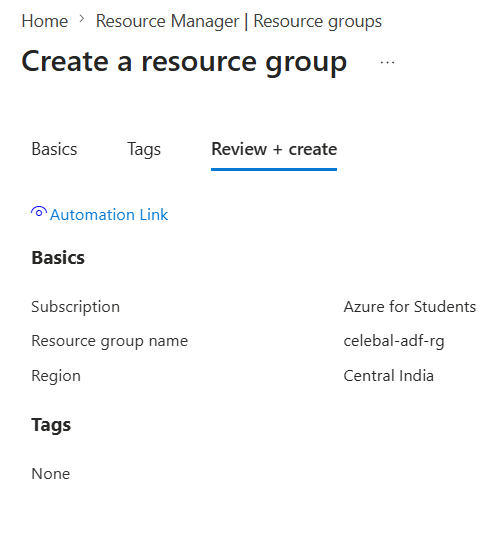 Home > Resource Manager | Resource groups
Create a resource group ...
Basics Tags Review + create
Automation Link
Basics
Subscription Azure for Students
Resource group name celebal-adf-rg
Region Central India
Tags
None